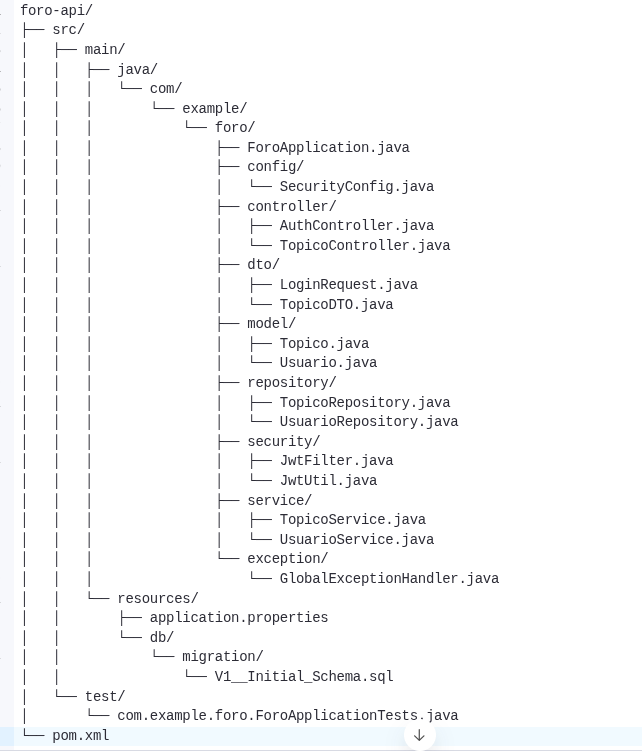 foro-api/
├── src/
│   ├── main/
│   │   ├── java/
│   │   │   └── com/
│   │   │       └── example/
│   │   │           └── foro/
│   │   │               ├── ForoApplication.java
│   │   │               ├── config/
│   │   │               │   └── SecurityConfig.java
│   │   │               ├── controller/
│   │   │               │   ├── AuthController.java
│   │   │               │   └── TopicoController.java
│   │   │               ├── dto/
│   │   │               │   ├── LoginRequest.java
│   │   │               │   └── TopicoDTO.java
│   │   │               ├── model/
│   │   │               │   ├── Topico.java
│   │   │               │   └── Usuario.java
│   │   │               ├── repository/
│   │   │               │   ├── TopicoRepository.java
│   │   │               │   └── UsuarioRepository.java
│   │   │               ├── security/
│   │   │               │   ├── JwtFilter.java
│   │   │               │   └── JwtUtil.java
│   │   │               ├── service/
│   │   │               │   ├── TopicoService.java
│   │   │               │   └── UsuarioService.java
│   │   │               └── exception/
│   │   │                   └── GlobalExceptionHandler.java
│   │   └── resources/
│   │       ├── application.properties
│   │       └── db/
│   │           └── migration/
│   │               └── V1__Initial_Schema.sql
│   └── test/
│       └── com.example.foro.ForoApplicationTests.java
└── pom.xml